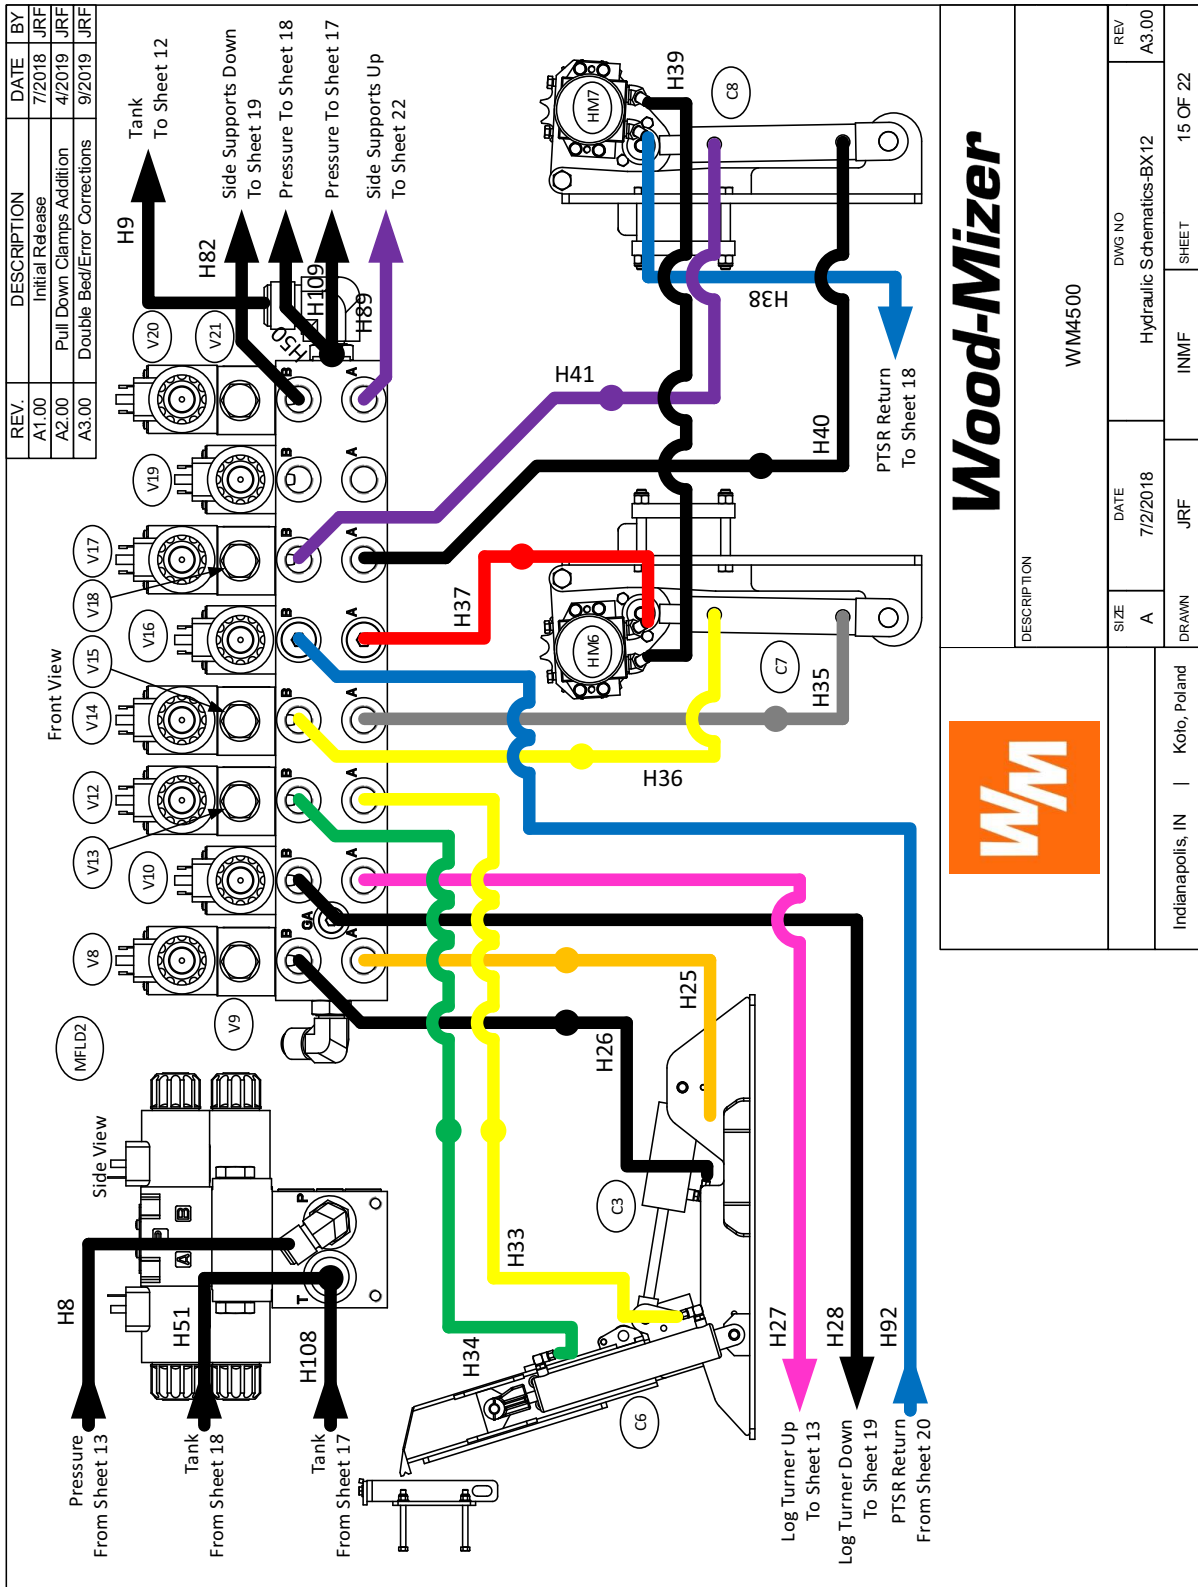 REV.
DESCRIPTION
DATE
BY
A1.00
Initial Release
7/2018
JRF
A2.00
Pull Down Clamps Addition
4/2019
JRF
A3.00
Double Bed/Error Corrections
9/2019
JRF
Pressure
From Sheet 13
Tank
From Sheet 18
Tank
From Sheet 17
H8
H51
H108
Side View
A
B
P
T
P
MFLD2
Front View
V8
V9
V10
V13
V12
V14
V15
V16
V18
V17
V19
V20
V21
B
B
B
B
B
B
B
B
GA
A
A
A
A
A
A
A
A
H9
Tank
To Sheet 12
H82
Side Supports Down
To Sheet 19
H50
Pressure To Sheet 18
H109
Pressure To Sheet 17
H89
Side Supports Up
To Sheet 22
H34
H33
H26
H25
H36
H35
H37
H41
H40
H39
H38
C3
C6
C7
C8
HM6
HM7
PTSR Return
To Sheet 18
H27
Log Turner Up
To Sheet 13
H28
Log Turner Down
To Sheet 19
H92
PTSR Return
From Sheet 20
WM
Wood-Mizer
DESCRIPTION
WM4500
Indianapolis, IN | Koło, Poland
SIZE
A
DATE
7/2/2018
DWG NO
Hydraulic Schematics-BX12
REV
A3.00
DRAWN
JRF
INMF
SHEET
15 OF 22